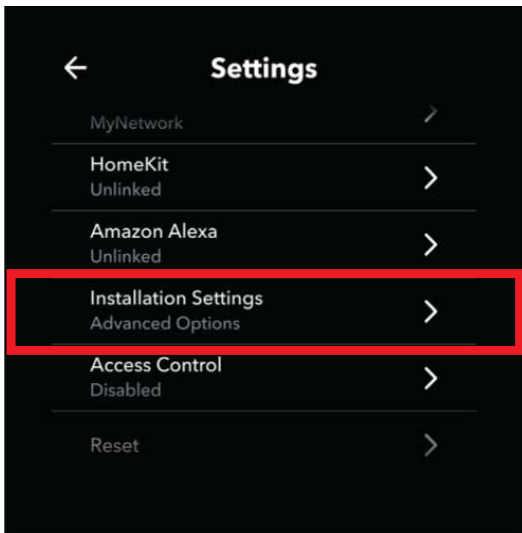 Settings
MyNetwork
HomeKit
Unlinked
Amazon Alexa
Unlinked
Installation Settings
Advanced Options
Access Control
Disabled
Reset